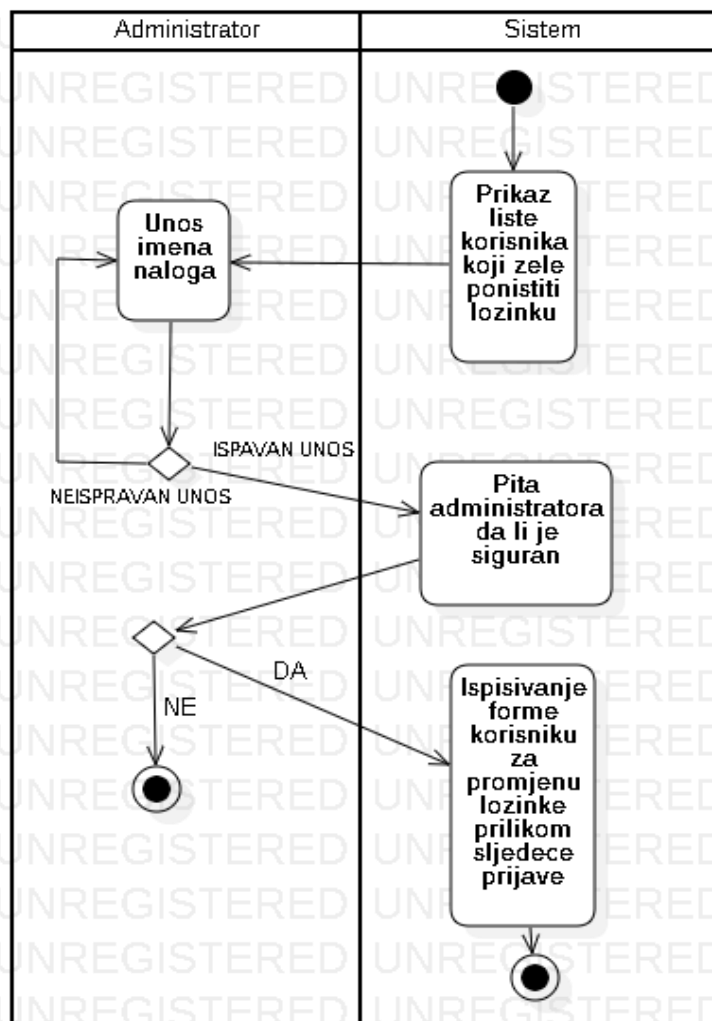 Administrator
Sistem
Prikaz
liste
korisnika
koji zele
ponistiti
lozinku
Unos
imena
naloga
ISPAVAN UNOS
NEISPRAVAN UNOS
Pita
administratora
da li je
siguran
DA
NE
Ispisivanje
forme
korisniku
za
promjenu
lozinke
prilikom
sljedece
prijave
UNREGISTERED